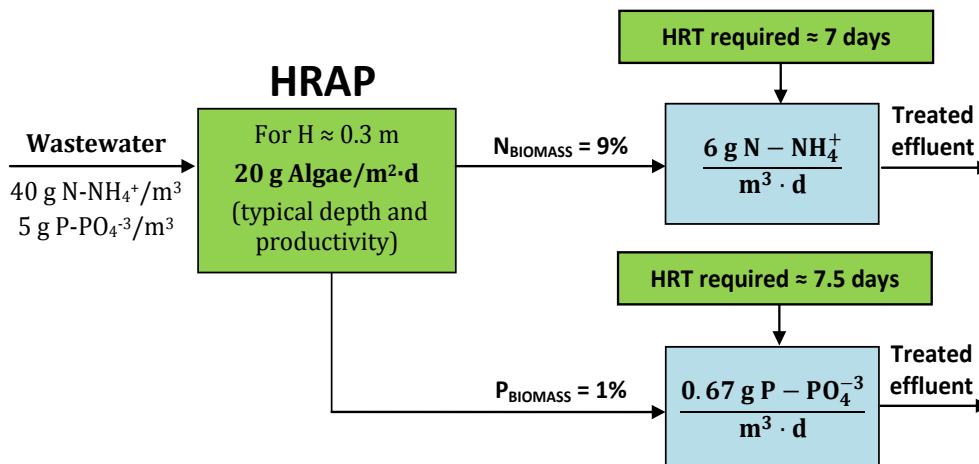 HRT required ≈ 7 days
HRAP
Wastewater
40 g N-NH₄⁺/m³
5 g P-PO₄⁻³/m³
For H ≈ 0.3 m
20 g Algae/m²·d
(typical depth and
productivity)
N_BIOMASS = 9%
6 g N − NH₄⁺
m³ · d
Treated
effluent
HRT required ≈ 7.5 days
P_BIOMASS = 1%
0.67 g P − PO₄⁻³
m³ · d
Treated
effluent